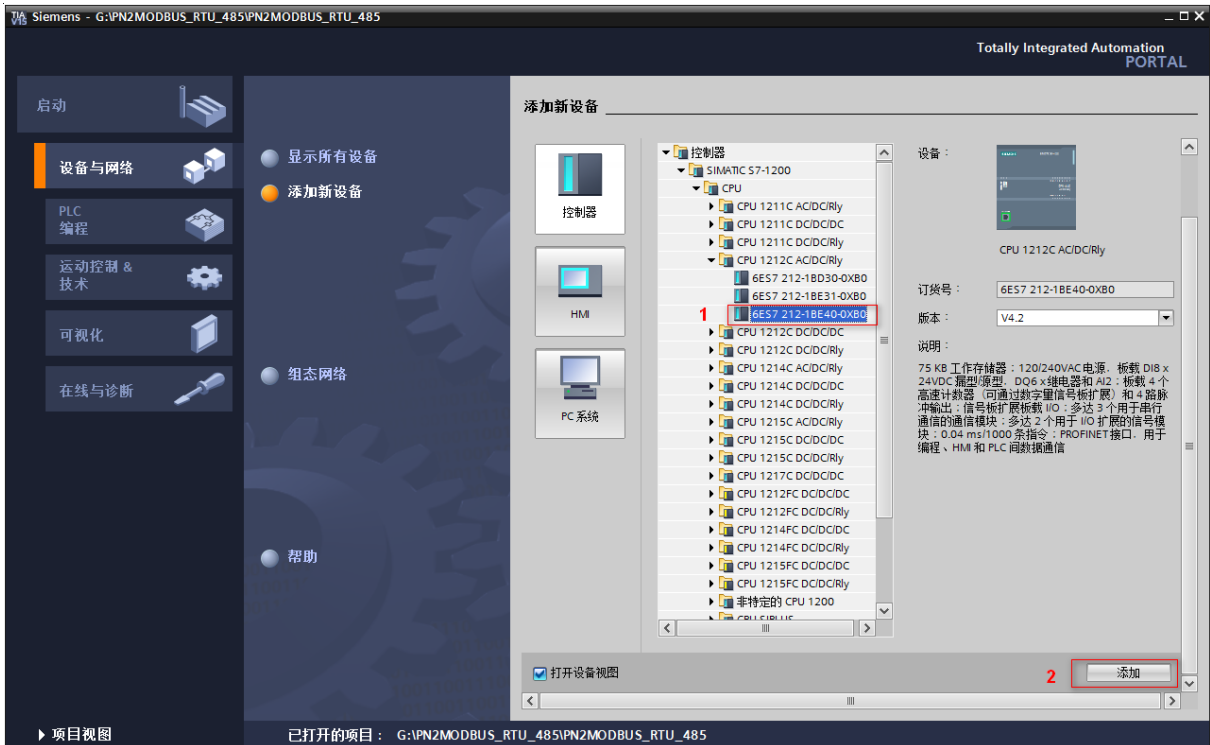 Siemens - G:\PN2MODBUS_RTU_485\PN2MODBUS_RTU_485
Totally Integrated Automation
PORTAL
启动
设备与网络
PLC
编程
运动控制 &
技术
可视化
在线与诊断
显示所有设备
添加新设备
组态网络
帮助
添加新设备
控制器
HMI
PC 系统
控制器
SIMATIC S7-1200
CPU
CPU 1211C AC/DC/Rly
CPU 1211C DC/DC/DC
CPU 1211C DC/DC/Rly
CPU 1212C AC/DC/Rly
6ES7 212-1BD30-0XB0
6ES7 212-1BE31-0XB0
1
6ES7 212-1BE40-0XB0
CPU 1212C DC/DC/DC
CPU 1212C DC/DC/Rly
CPU 1214C AC/DC/Rly
CPU 1214C DC/DC/DC
CPU 1214C DC/DC/Rly
CPU 1215C AC/DC/Rly
CPU 1215C DC/DC/DC
CPU 1215C DC/DC/Rly
CPU 1217C DC/DC/DC
CPU 1212FC DC/DC/DC
CPU 1212FC DC/DC/Rly
CPU 1214FC DC/DC/DC
CPU 1214FC DC/DC/Rly
CPU 1215FC DC/DC/DC
CPU 1215FC DC/DC/Rly
非特定的 CPU 1200
CPU SIPLUS
设备：
CPU 1212C AC/DC/Rly
订货号：
6ES7 212-1BE40-0XB0
版本：
V4.2
说明：
75 KB 工作存储器；120/240VAC 电源，板载 DI8 x
24VDC 漏型/源型，DQ6 x继电器和 AI2；板载 4 个
高速计数器（可通过数字量信号板扩展）和 4 路脉
冲输出；信号板扩展板载 I/O；多达 3 个用于串行
通信的通信模块；多达 2 个用于 I/O 扩展的信号模
块；0.04 ms/1000 条指令；PROFINET 接口，用于
编程、HMI 和 PLC 间数据通信
打开设备视图
2
添加
项目视图
已打开的项目： G:\PN2MODBUS_RTU_485\PN2MODBUS_RTU_485